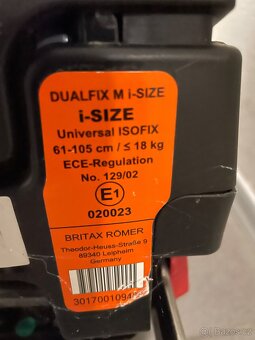 DUALFIX M i-SIZE
i-SIZE
Universal ISOFIX
61-105 cm / ≤ 18 kg
ECE-Regulation
No. 129/02
E1
020023
BRITAX RÖMER
Theodor-Heuss-Straße 9
89340 Leipheim
Germany